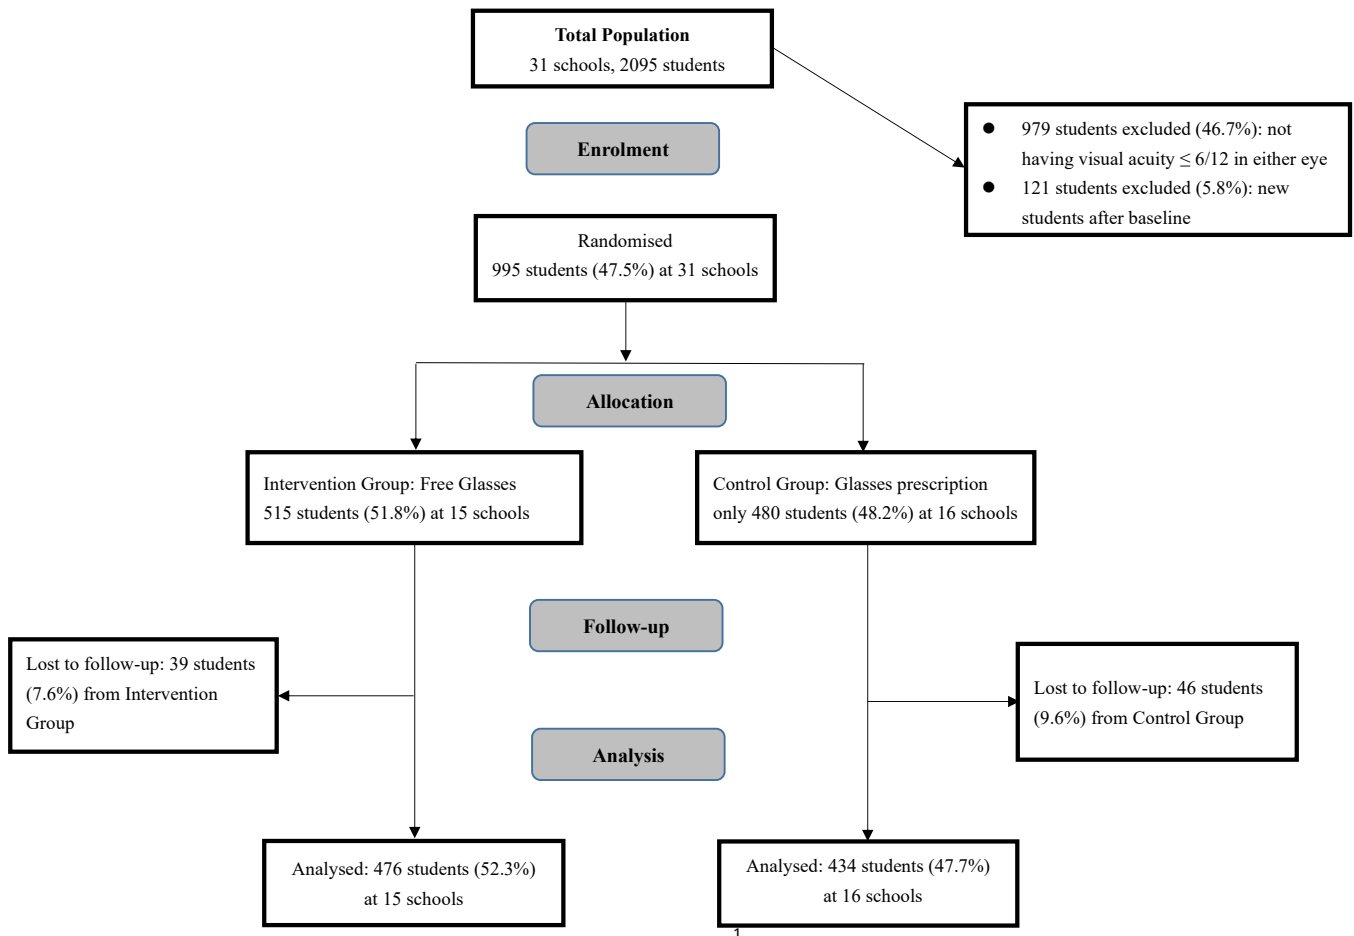 Total Population
31 schools, 2095 students
● 979 students excluded (46.7%): not
having visual acuity ≤ 6/12 in either eye
● 121 students excluded (5.8%): new
students after baseline
Enrolment
Randomised
995 students (47.5%) at 31 schools
Allocation
Intervention Group: Free Glasses
515 students (51.8%) at 15 schools
Control Group: Glasses prescription
only 480 students (48.2%) at 16 schools
Follow-up
Lost to follow-up: 39 students
(7.6%) from Intervention
Group
Lost to follow-up: 46 students
(9.6%) from Control Group
Analysis
Analysed: 476 students (52.3%)
at 15 schools
Analysed: 434 students (47.7%)
at 16 schools
1